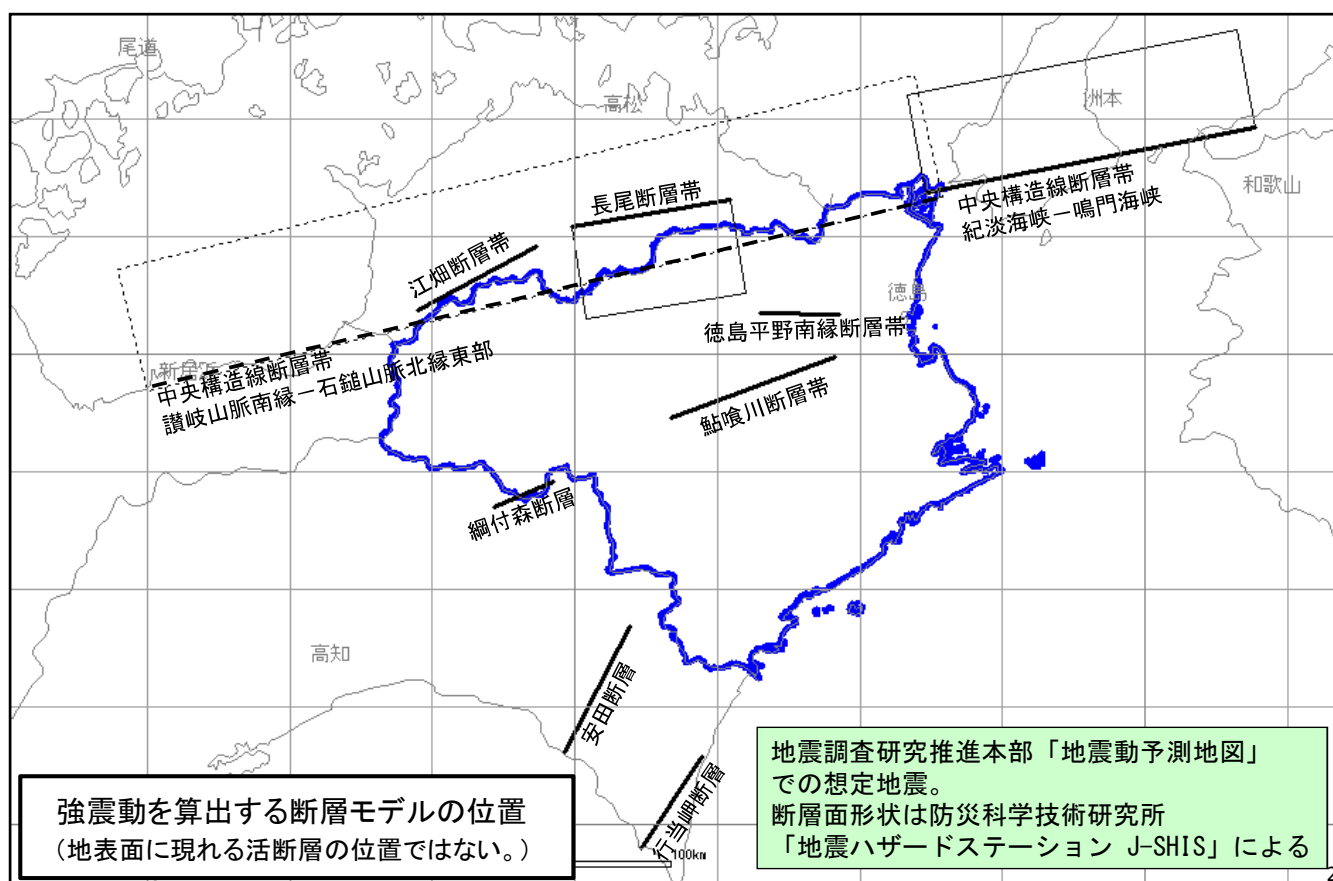 尾道
高松
洲本
和歌山
中央構造線断層帯
紀淡海峡－鳴門海峡
長尾断層帯
江畑断層帯
徳島
徳島平野南縁断層帯
中央構造線断層帯
讃岐山脈南縁－石鎚山脈北縁東部
鮎喰川断層帯
綱付森断層
高知
安田断層
行当岬断層
100km
強震動を算出する断層モデルの位置
（地表面に現れる活断層の位置ではない。）
地震調査研究推進本部「地震動予測地図」
での想定地震。
断層面形状は防災科学技術研究所
「地震ハザードステーション J-SHIS」による